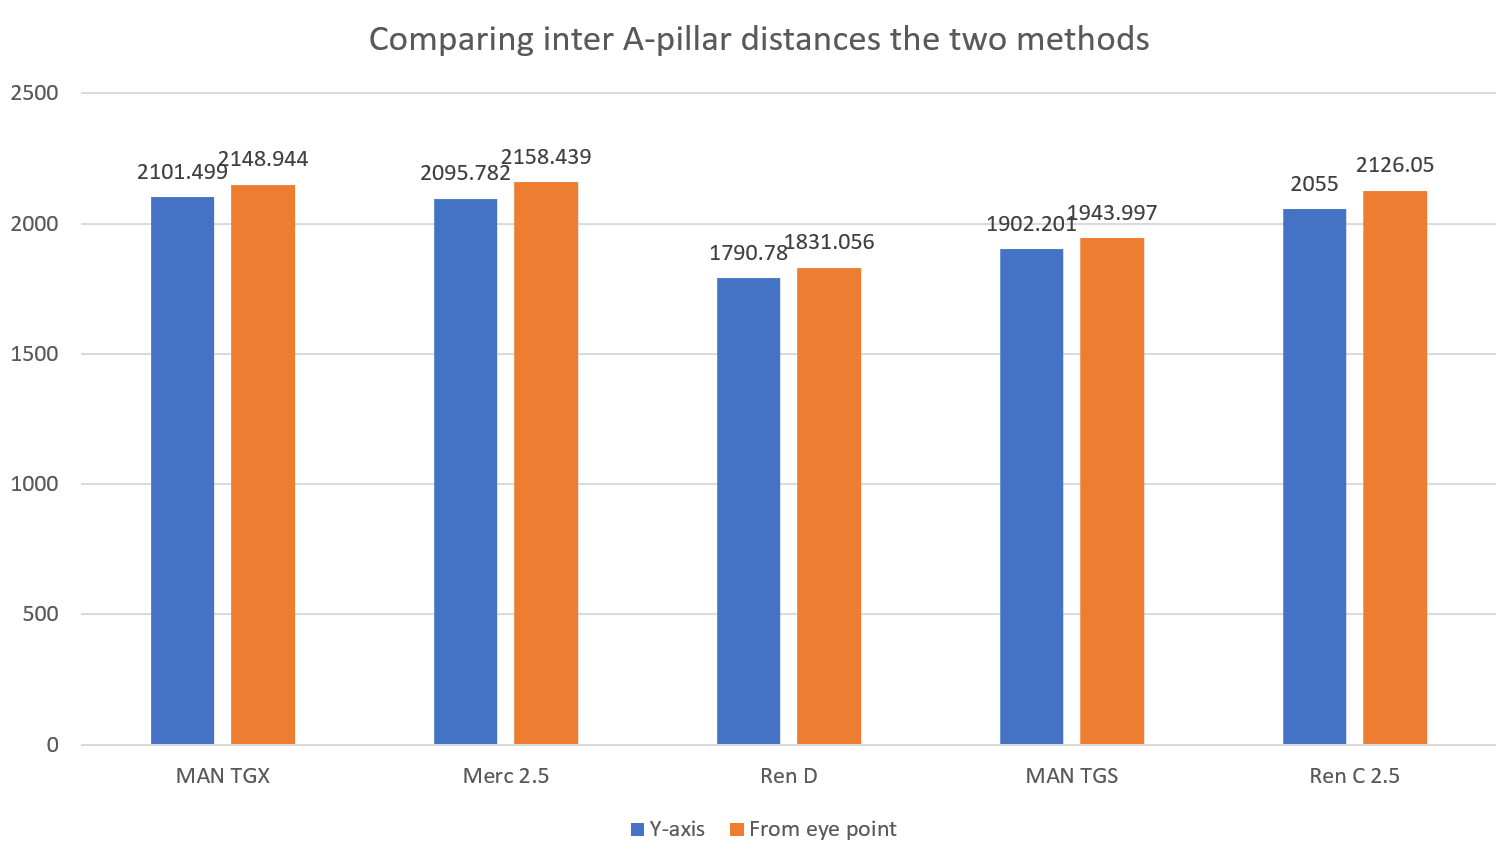 Comparing inter A-pillar distances the two methods
2500
2000
1500
1000
500
0
2101.499
2148.944
2095.782
2158.439
1790.78
1831.056
1902.201
1943.997
2055
2126.05
MAN TGX
Merc 2.5
Ren D
MAN TGS
Ren C 2.5
Y-axis
From eye point